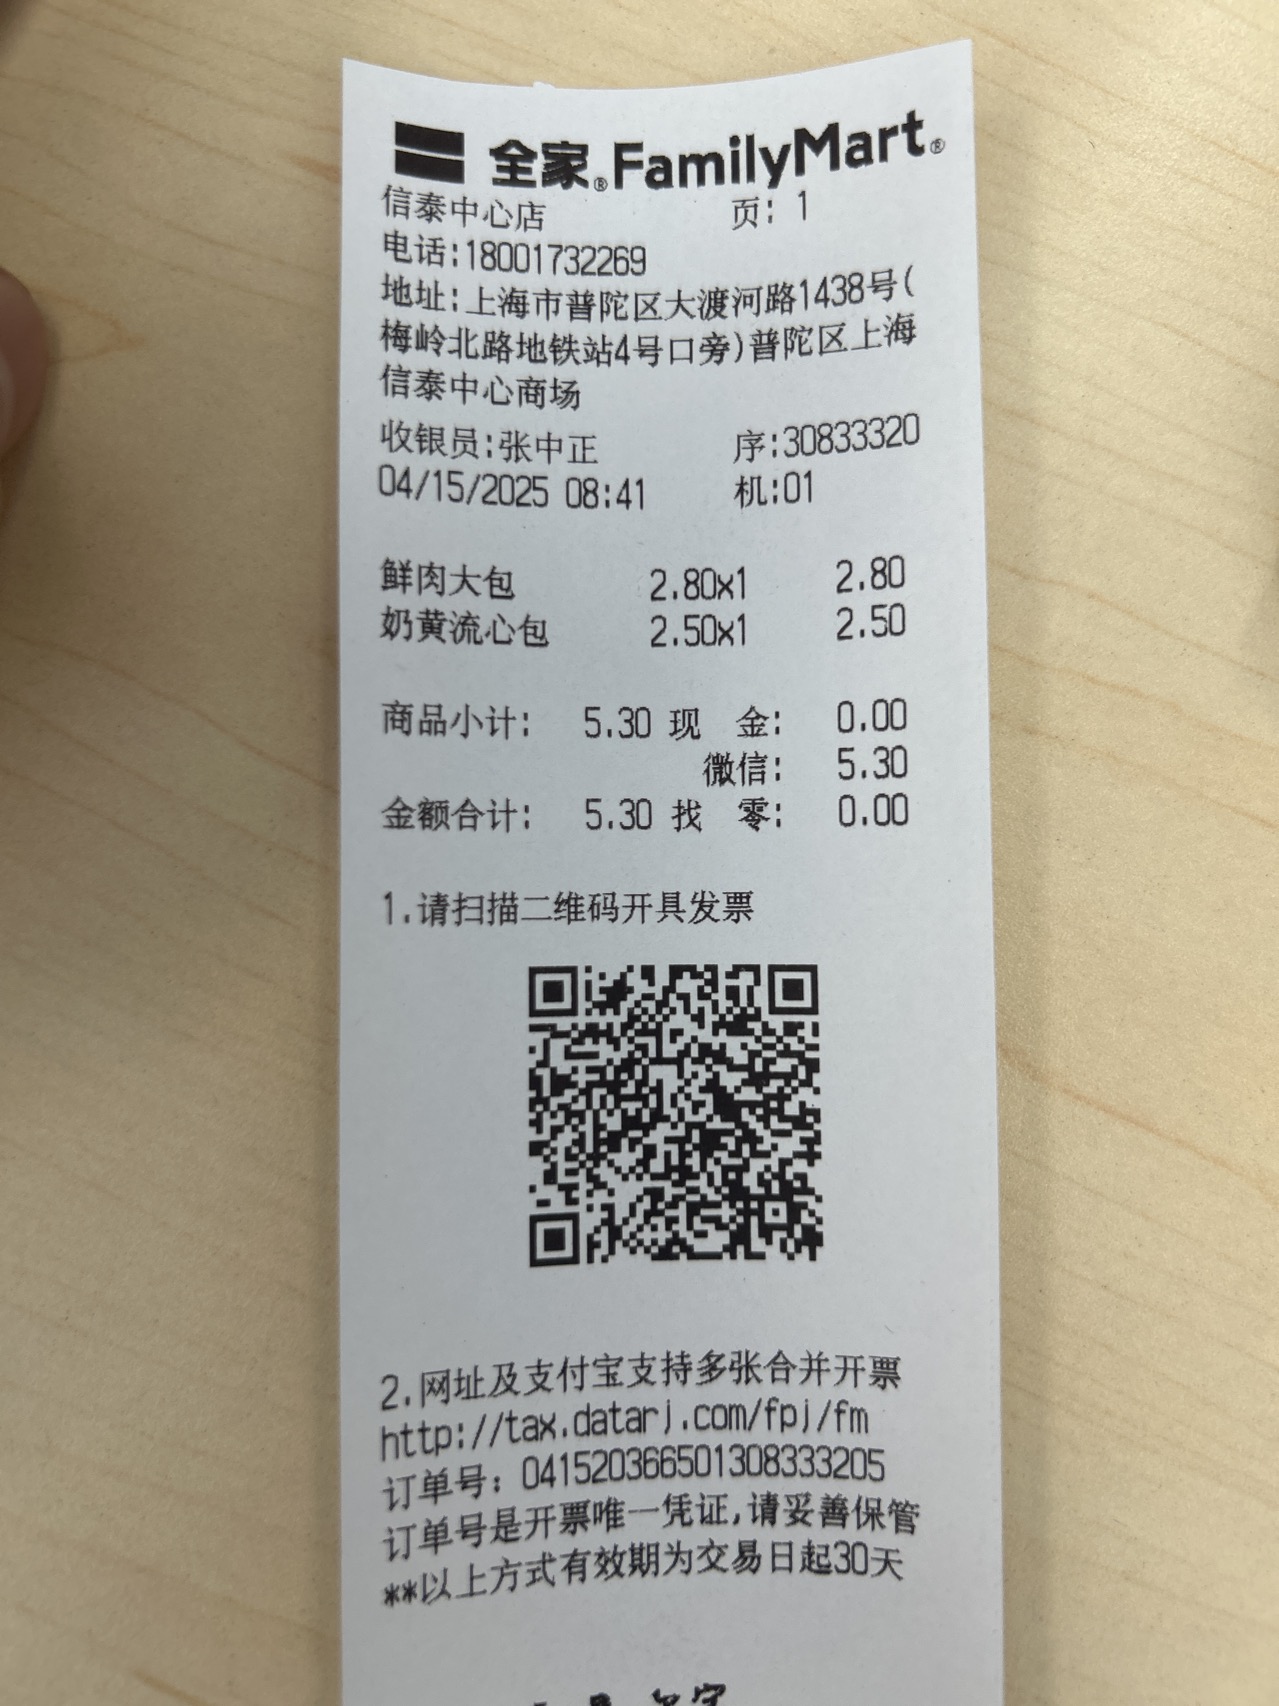 全家® FamilyMart®
信泰中心店 页: 1
电话:18001732269
地址:上海市普陀区大渡河路1438号(
梅岭北路地铁站4号口旁)普陀区上海
信泰中心商场
收银员:张中正 序:30833320
04/15/2025 08:41 机:01
鲜肉大包 2.80x1 2.80
奶黄流心包 2.50x1 2.50
商品小计: 5.30 现 金: 0.00
微信: 5.30
金额合计: 5.30 找 零: 0.00
1.请扫描二维码开具发票
2.网址及支付宝支持多张合并开票
http://tax.datarj.com/fpj/fm
订单号: 0415203665013083333205
订单号是开票唯一凭证,请妥善保管
**以上方式有效期为交易日起30天